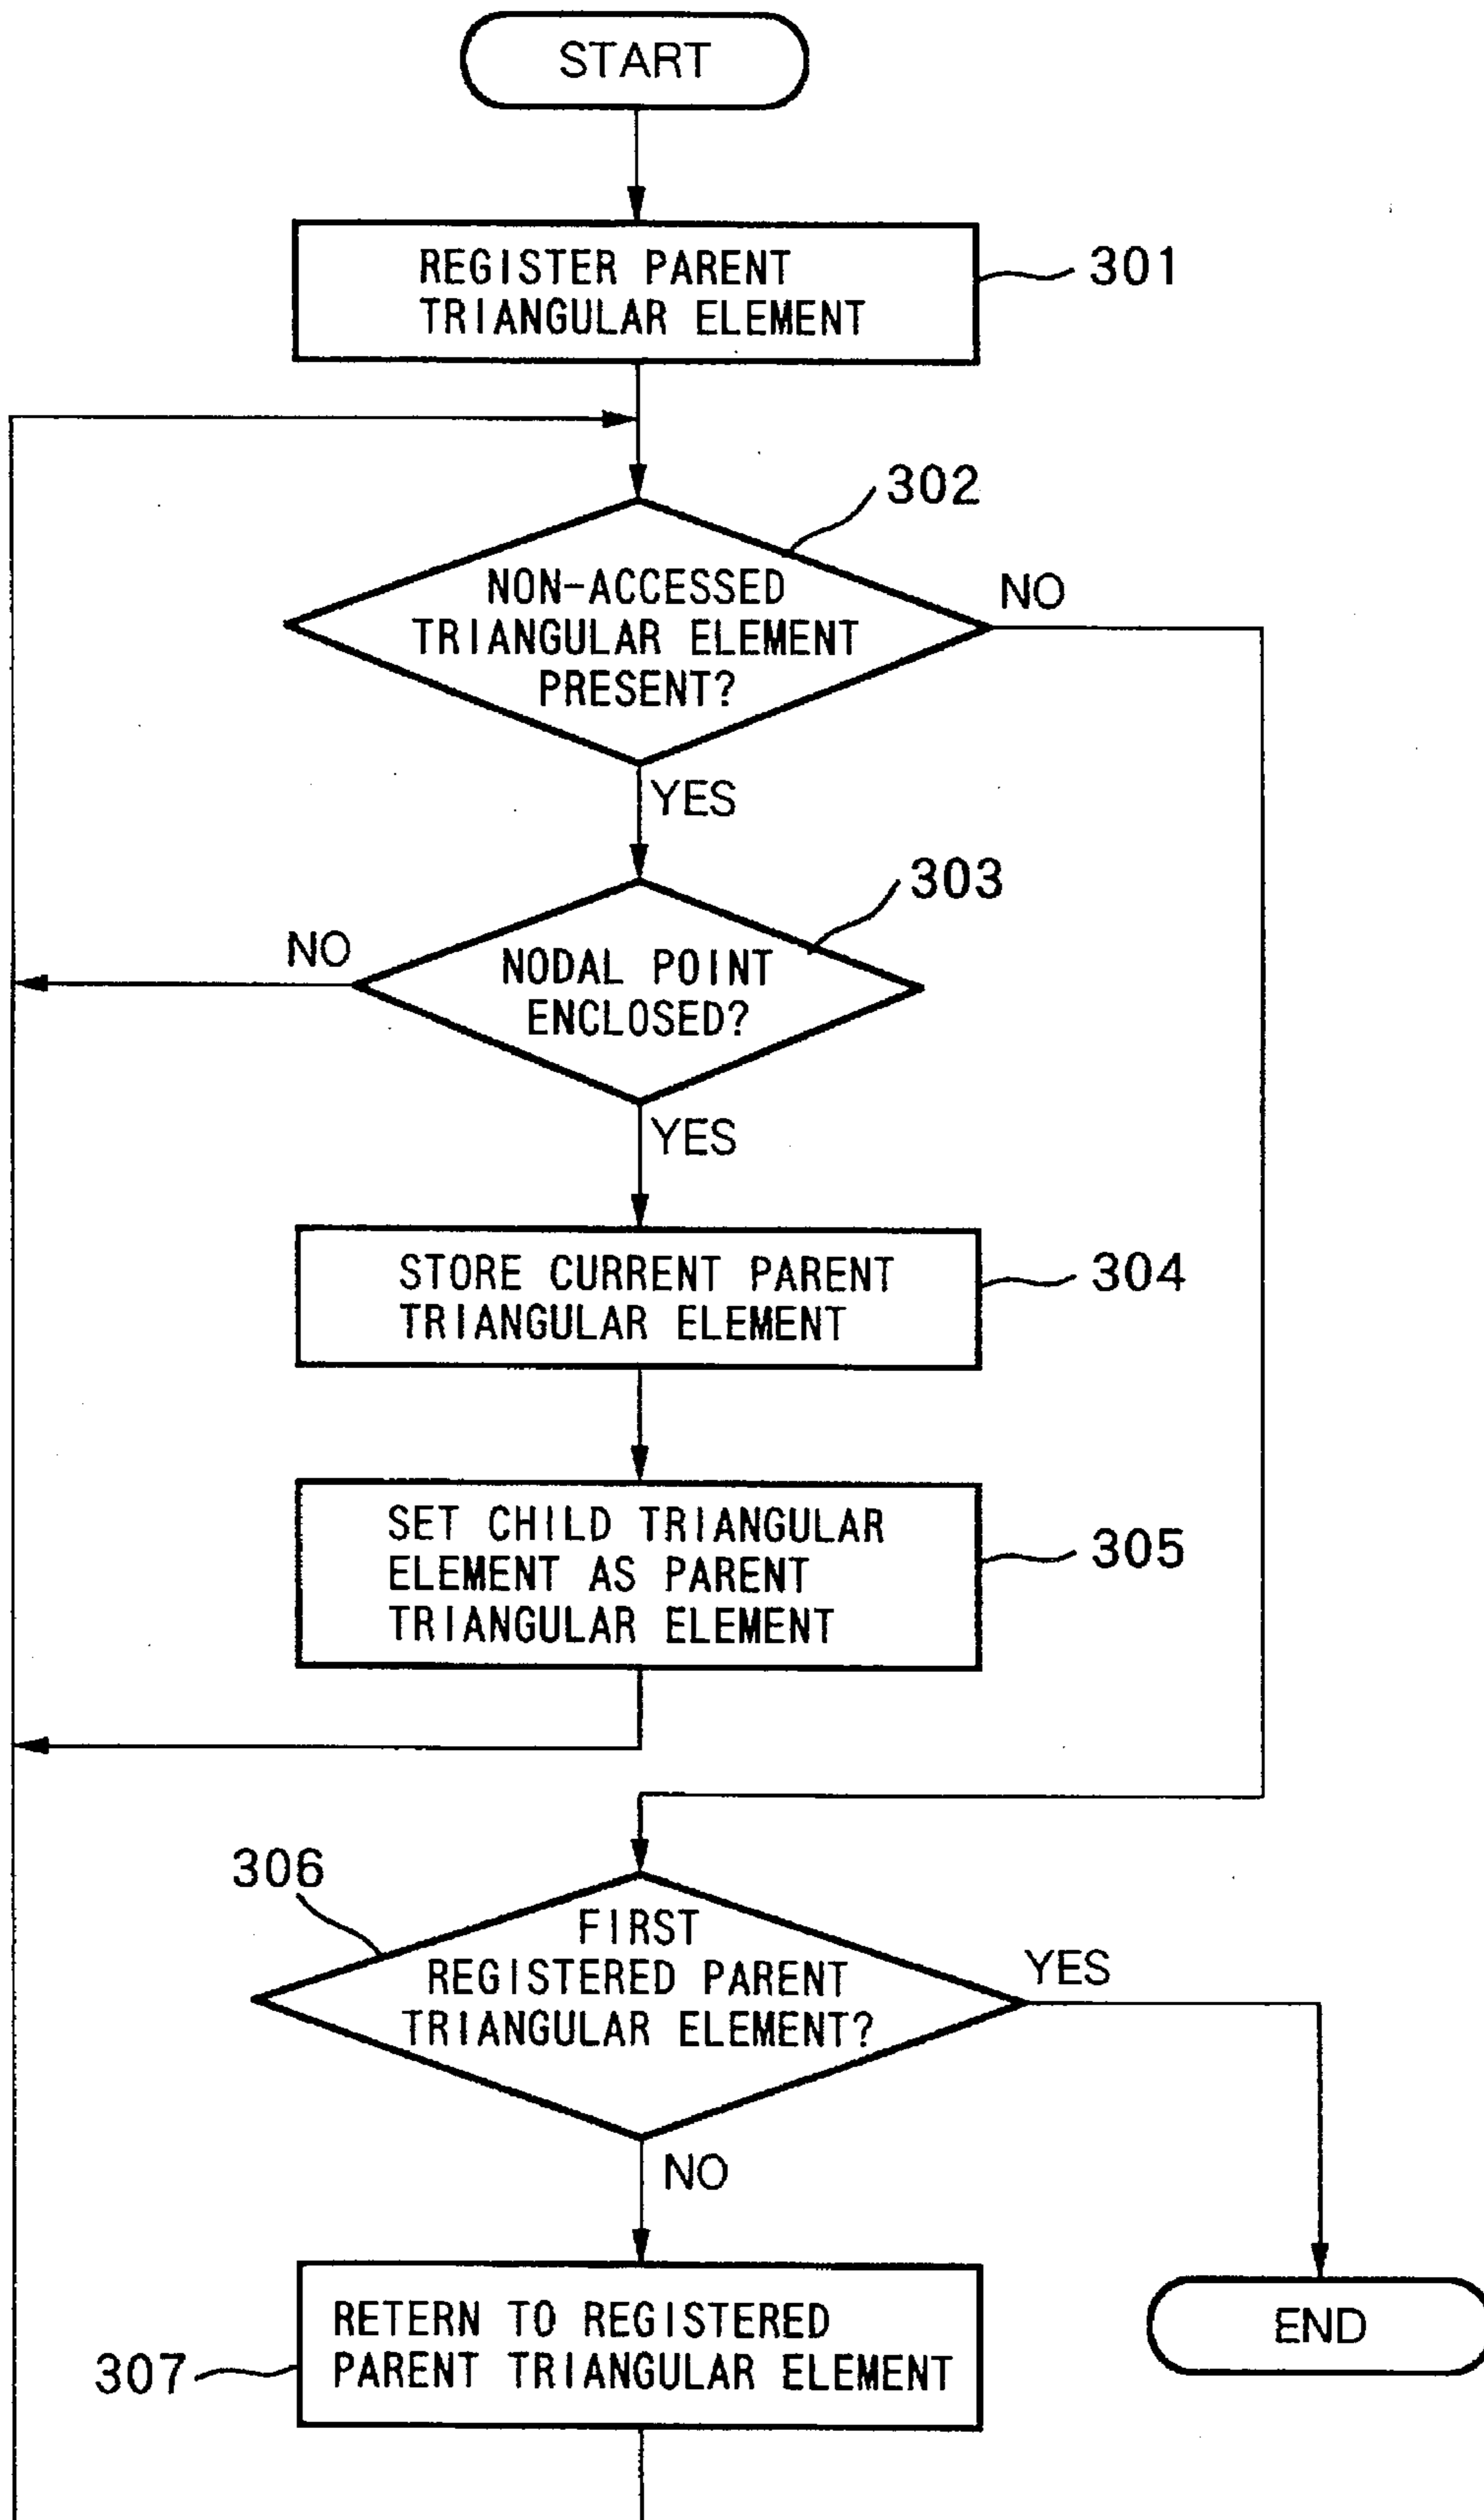 START
REGISTER PARENT
TRIANGULAR ELEMENT
301
302
NON-ACCESSED
TRIANGULAR ELEMENT
PRESENT?
NO
YES
303
NO
NODAL POINT
ENCLOSED?
YES
STORE CURRENT PARENT
TRIANGULAR ELEMENT
304
SET CHILD TRIANGULAR
ELEMENT AS PARENT
TRIANGULAR ELEMENT
305
306
FIRST
REGISTERED PARENT
TRIANGULAR ELEMENT?
YES
NO
RETERN TO REGISTERED
PARENT TRIANGULAR ELEMENT
307
END